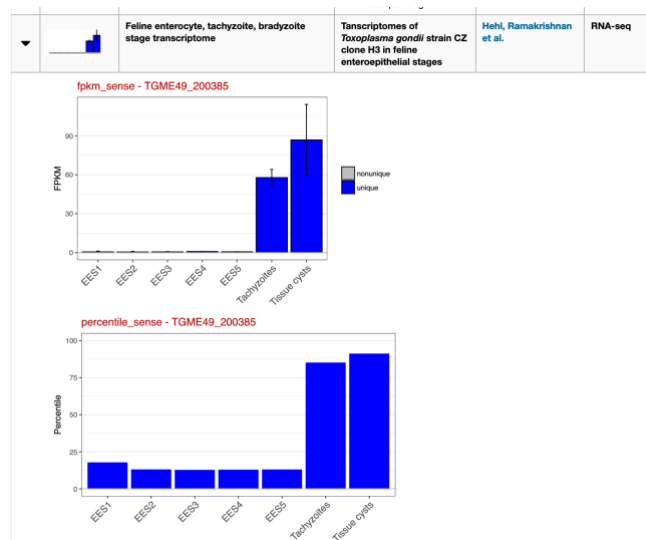 Feline enterocyte, tachyzoite, bradyzoite
stage transcriptome
Tanscriptomes of
Toxoplasma gondii strain CZ
clone H3 in feline
enteroepithelial stages
Hehl, Ramakrishnan
et al.
RNA-seq
fpkm_sense - TGME49_200385
FPKM
90
60
30
0
EES1
EES2
EES3
EES4
EES5
Tachyzoites
Tissue cysts
nonunique
unique
percentile_sense - TGME49_200385
Percentile
100
75
50
25
0
EES1
EES2
EES3
EES4
EES5
Tachyzoites
Tissue cysts